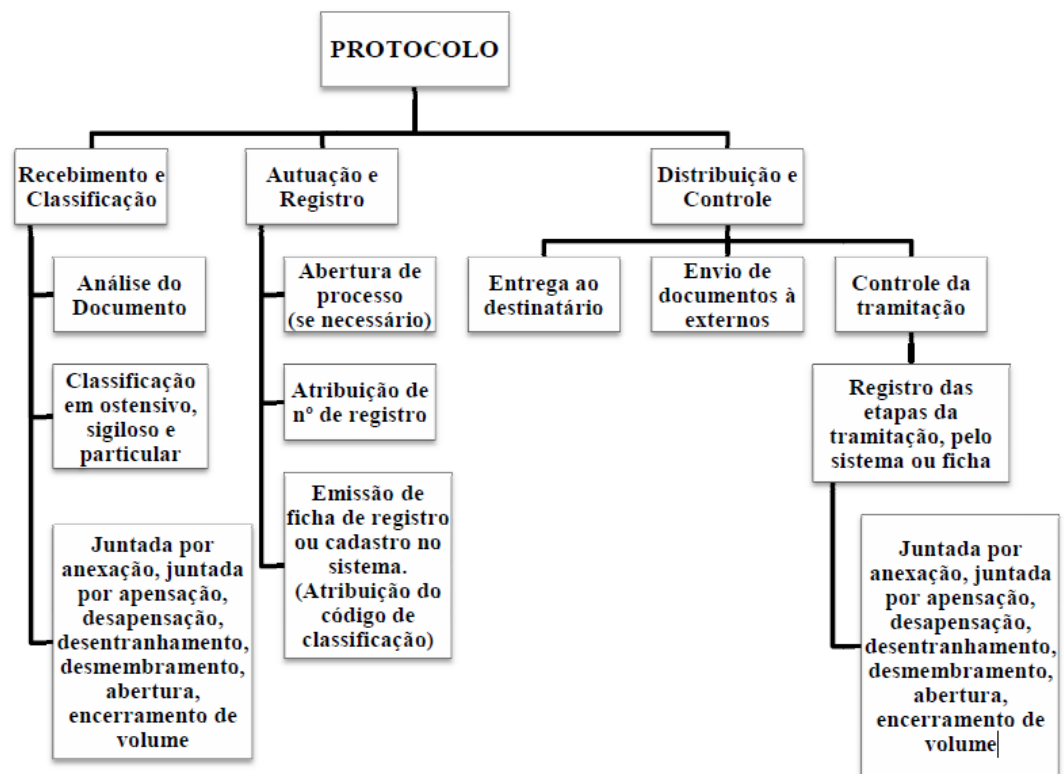 PROTOCOLO
Recebimento e
Classificação
Análise do
Documento
Classificação
em ostensivo,
sigiloso e
particular
Juntada por
anexação, juntada
por apensação,
desapensação,
desentranhamento,
desmembramento,
abertura,
encerramento de
volume
Autuação e
Registro
Abertura de
processo
(se necessário)
Atribuição de
nº de registro
Emissão de
ficha de registro
ou cadastro no
sistema.
(Atribuição do
código de
classificação)
Distribuição e
Controle
Entrega ao
destinatário
Envio de
documentos à
externos
Controle da
tramitação
Registro das
etapas da
tramitação, pelo
sistema ou ficha
Juntada por
anexação, juntada
por apensação,
desapensação,
desentranhamento,
desmembramento,
abertura,
encerramento de
volume